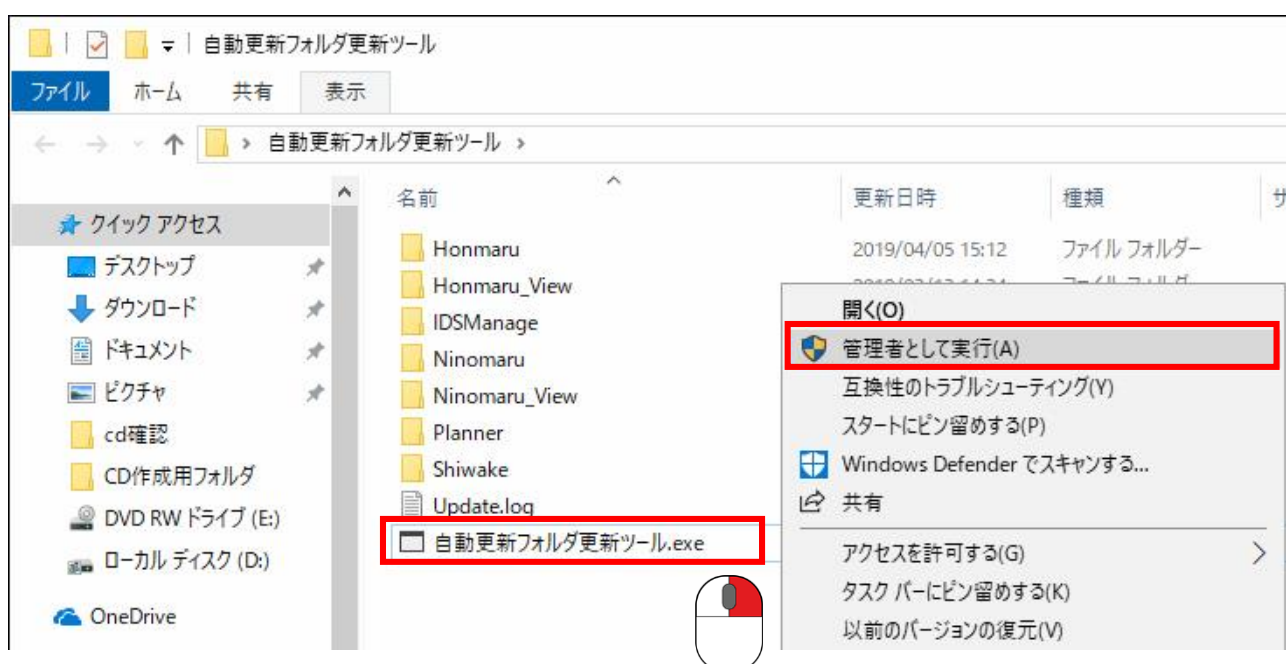 自動更新フォルダ更新ツール
ファイル ホーム 共有 表示
自動更新フォルダ更新ツール
名前 更新日時 種類
クイック アクセス
デスクトップ
ダウンロード
ドキュメント
ピクチャ
cd確認
CD作成用フォルダ
DVD RW ドライブ (E:)
ローカル ディスク (D:)
OneDrive
Honmaru 2019/04/05 15:12 ファイル フォルダー
Honmaru_View
IDSManage
Ninomaru
Ninomaru_View
Planner
Shiwake
Update.log
自動更新フォルダ更新ツール.exe
開く(O)
管理者として実行(A)
互換性のトラブルシューティング(Y)
スタートにピン留めする(P)
Windows Defender でスキャンする...
共有
アクセスを許可する(G)
タスク バーにピン留めする(K)
以前のバージョンの復元(V)